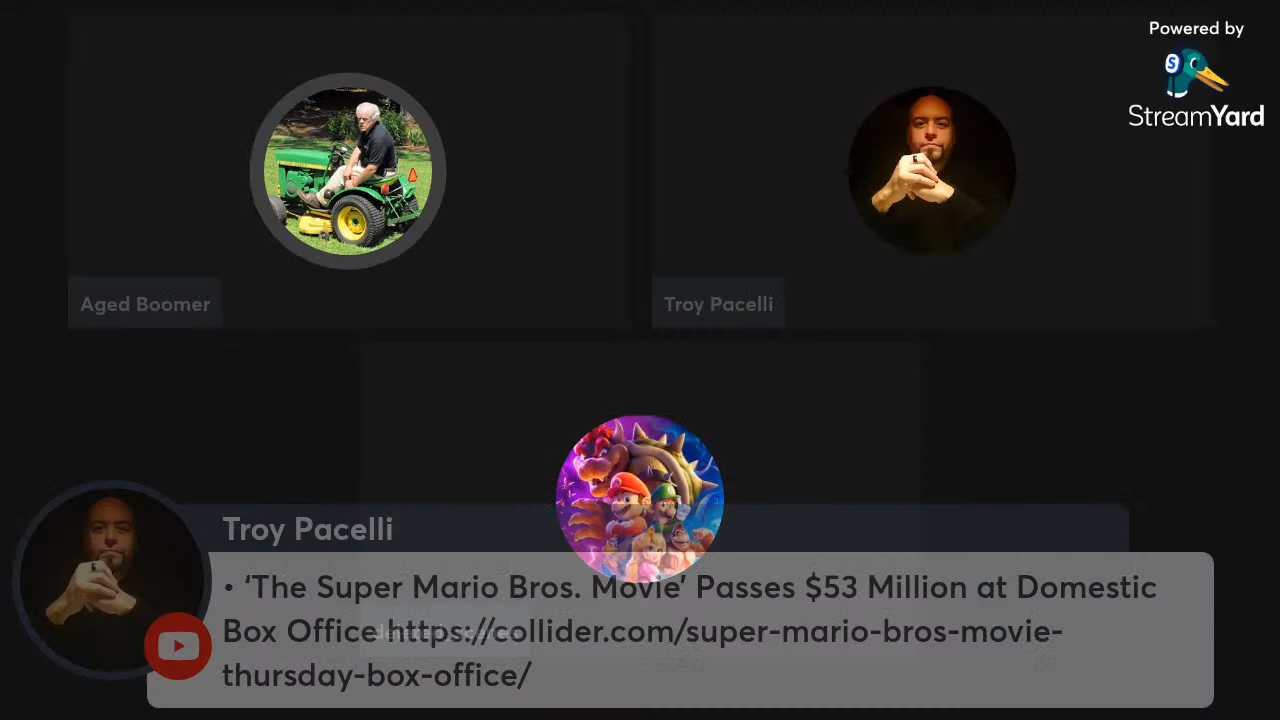 Powered by
S
StreamYard
Aged Boomer
Troy Pacelli
Troy Pacelli
• ‘The Super Mario Bros. Movie’ Passes $53 Million at Domestic
Box Office https://collider.com/super-mario-bros-movie-
thursday-box-office/